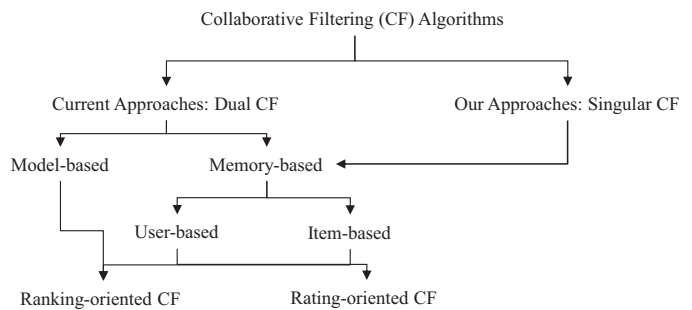 Collaborative Filtering (CF) Algorithms
Current Approaches: Dual CF
Our Approaches: Singular CF
Model-based
Memory-based
User-based
Item-based
Ranking-oriented CF
Rating-oriented CF